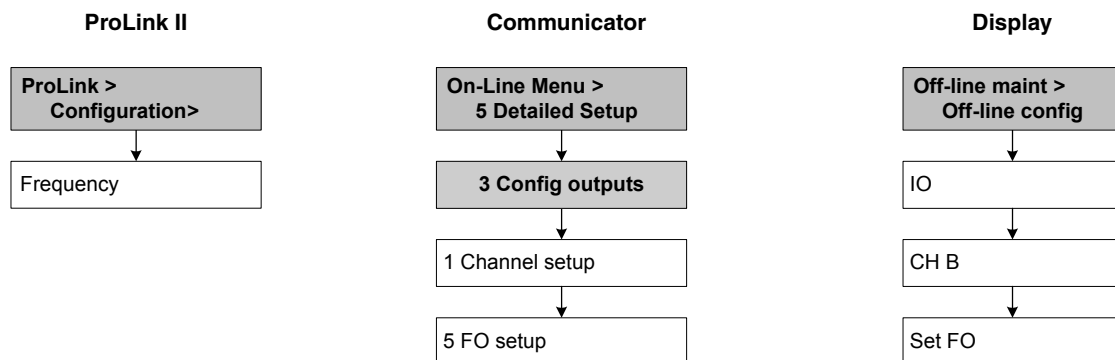 ProLink II
ProLink >
Configuration>
Frequency
Communicator
On-Line Menu >
5 Detailed Setup
3 Config outputs
1 Channel setup
5 FO setup
Display
Off-line maint >
Off-line config
IO
CH B
Set FO